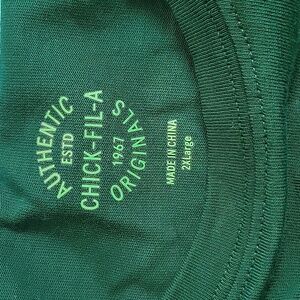 AUTHENTIC
ESTD
CHICK-FIL-A
1967
ORIGINALS
MADE IN CHINA
2XLarge